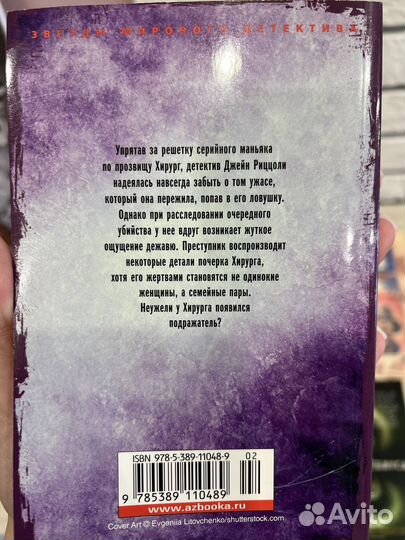 ЗВЕЗДЫ МИРОВОГО ДЕТЕКТИВА
Упрятав за решетку серийного маньяка
по прозвищу Хирург, детектив Джейн Риццоли
надеялась навсегда забыть о том ужасе,
который она пережила, попав в его ловушку.
Однако при расследовании очередного
убийства у нее вдруг возникает жуткое
ощущение дежавю. Преступник воспроизводит
некоторые детали почерка Хирурга,
хотя его жертвами становятся не одинокие
женщины, а семейные пары.
Неужели у Хирурга появился
подражатель?
ISBN 978-5-389-11048-9 02
9 785389 110489
www.azbooka.ru
Cover Art © Evgeniia Litovchenko/shutterstock.com
Avito